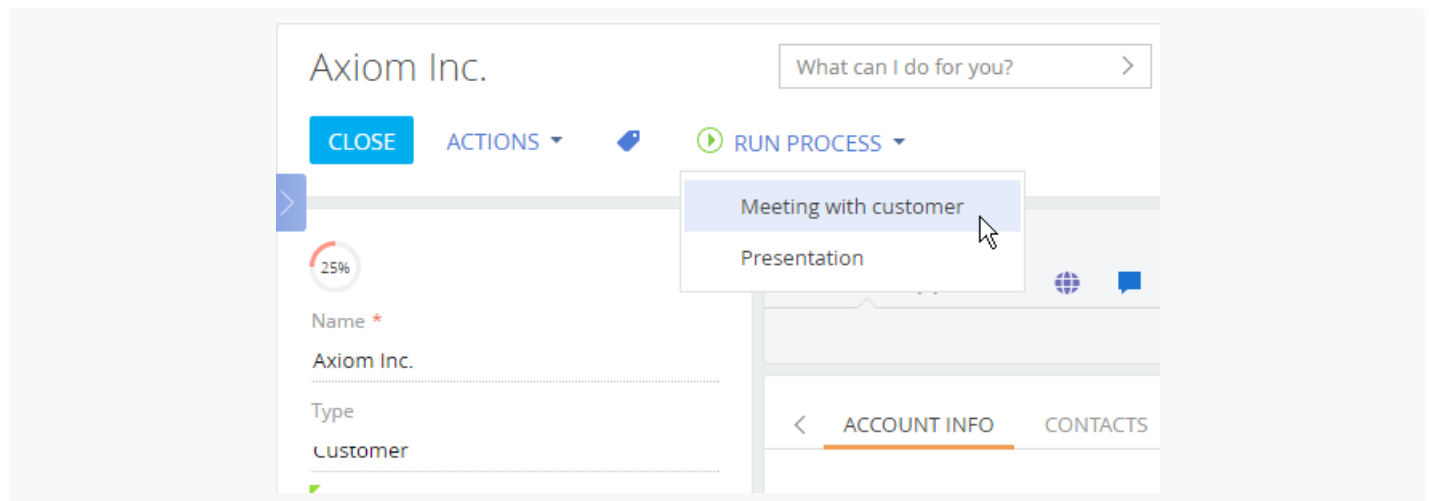 Axiom Inc.
What can I do for you?
CLOSE ACTIONS RUN PROCESS
Meeting with customer
Presentation
25%
Name *
Axiom Inc.
Type
Customer
ACCOUNT INFO CONTACTS